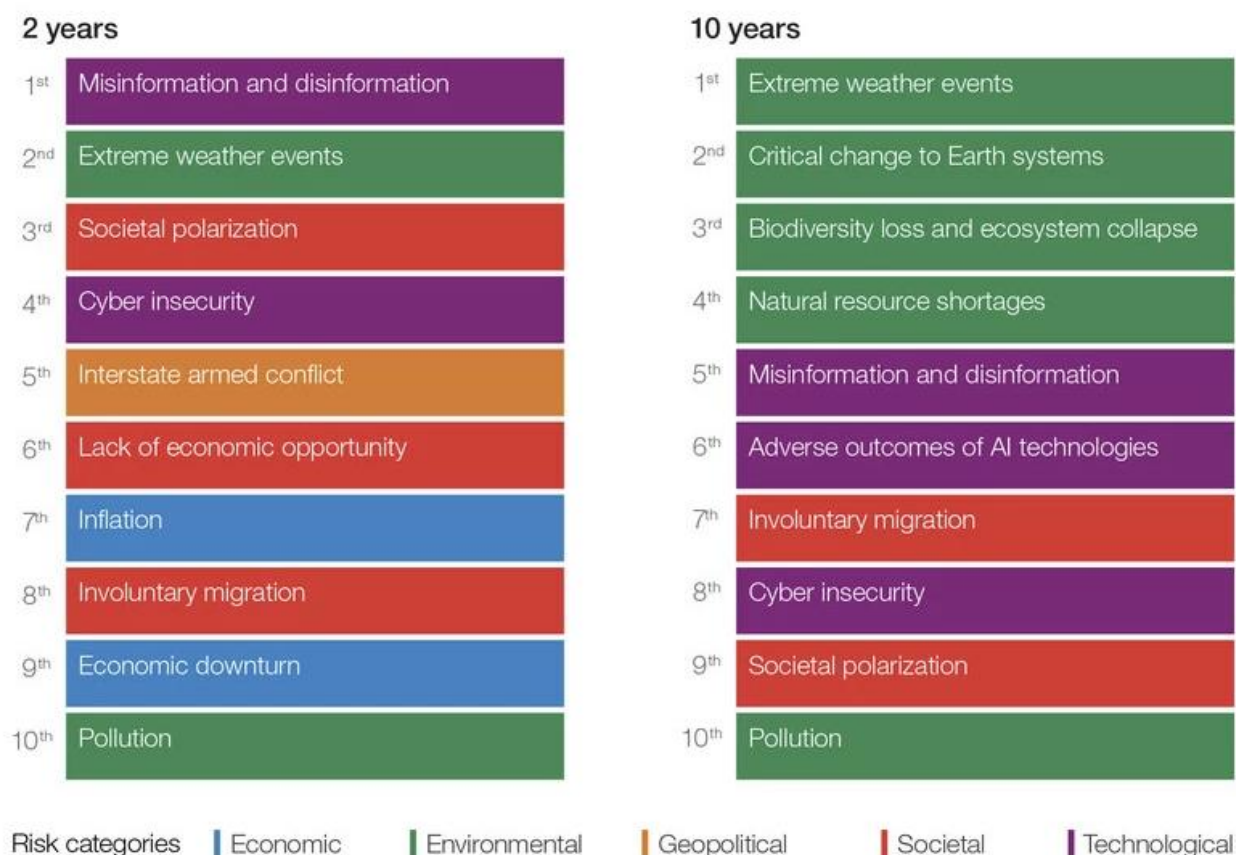 2 years
1st Misinformation and disinformation
2nd Extreme weather events
3rd Societal polarization
4th Cyber insecurity
5th Interstate armed conflict
6th Lack of economic opportunity
7th Inflation
8th Involuntary migration
9th Economic downturn
10th Pollution
10 years
1st Extreme weather events
2nd Critical change to Earth systems
3rd Biodiversity loss and ecosystem collapse
4th Natural resource shortages
5th Misinformation and disinformation
6th Adverse outcomes of AI technologies
7th Involuntary migration
8th Cyber insecurity
9th Societal polarization
10th Pollution
Risk categories Economic Environmental Geopolitical Societal Technological